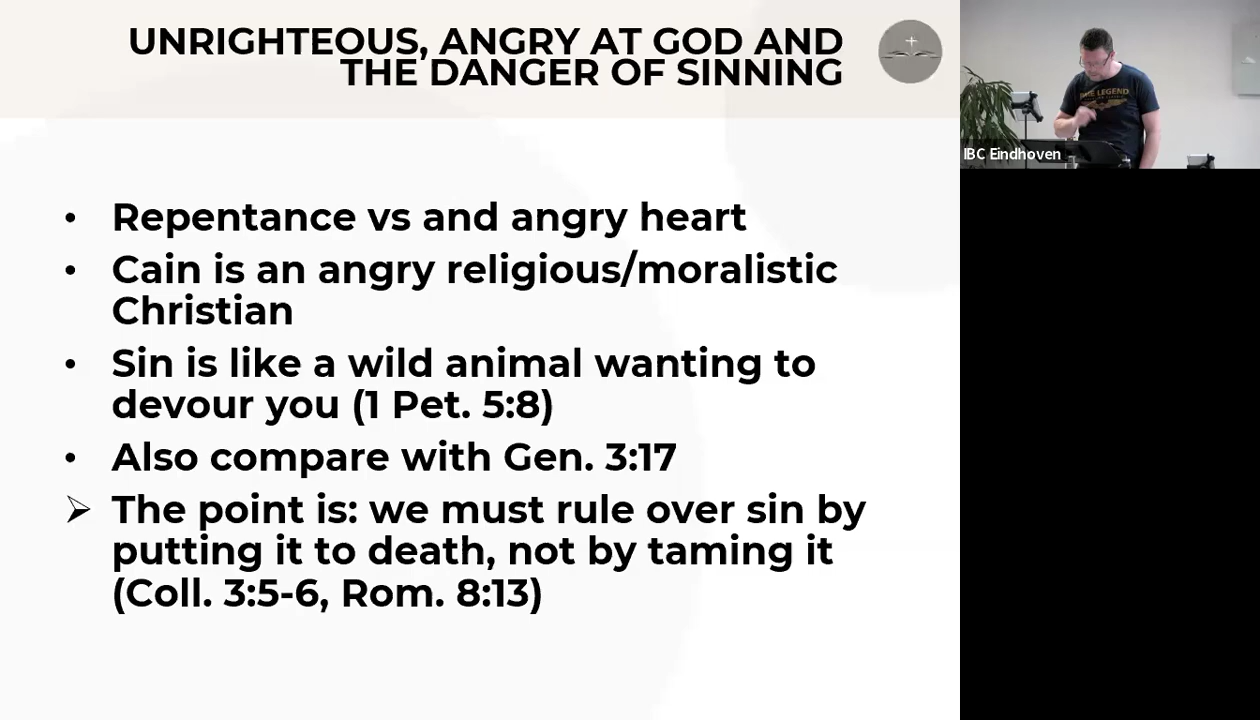 UNRIGHTEOUS, ANGRY AT GOD AND
THE DANGER OF SINNING
• Repentance vs and angry heart
• Cain is an angry religious/moralistic
Christian
• Sin is like a wild animal wanting to
devour you (1 Pet. 5:8)
• Also compare with Gen. 3:17
➢ The point is: we must rule over sin by
putting it to death, not by taming it
(Coll. 3:5-6, Rom. 8:13)
LEGEND
IBC Eindhoven